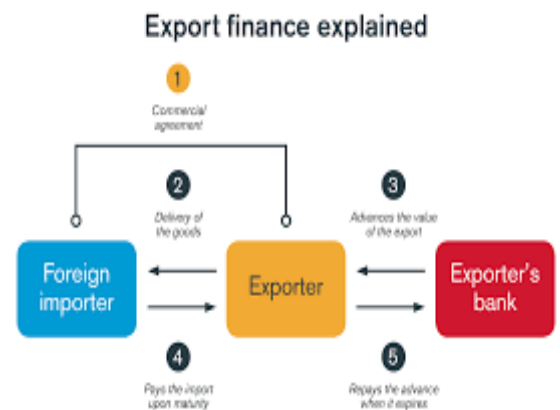 Export finance explained
1
Commercial
agreement
2
Delivery of
the goods
3
Advances the value
of the export
Foreign
importer
Exporter
Exporter's
bank
4
Pays the import
upon maturity
5
Repays the advance
when it expires